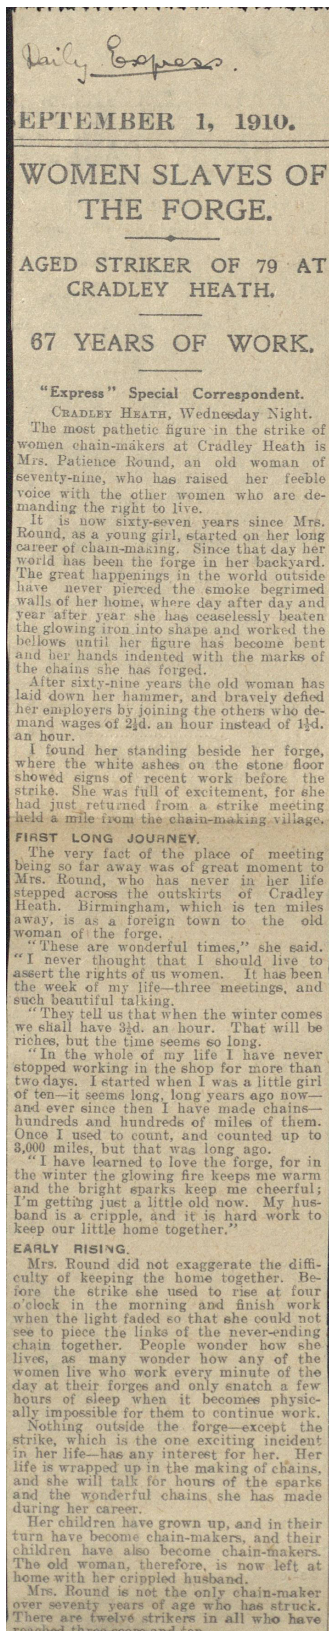 Daily Express.
SEPTEMBER 1, 1910.
WOMEN SLAVES OF
THE FORGE.
AGED STRIKER OF 79 AT
CRADLEY HEATH.
67 YEARS OF WORK.
"Express" Special Correspondent.
CRADLEY HEATH, Wednesday Night.
The most pathetic figure in the strike of
women chain-makers at Cradley Heath is
Mrs. Patience Round, an old woman of
seventy-nine, who has raised her feeble
voice with the other women who are de-
manding the right to live.
It is now sixty-seven years since Mrs.
Round, as a young girl, started on her long
career of chain-making. Since that day her
world has been the forge in her backyard.
The great happenings in the world outside
have never pierced the smoke begrimed
walls of her home, where day after day and
year after year she has ceaselessly beaten
the glowing iron into shape and worked the
bellows until her figure has become bent
and her hands indented with the marks of
the chains she has forged.
After sixty-nine years the old woman has
laid down her hammer, and bravely defied
her employers by joining the others who de-
mand wages of 2½d. an hour instead of 1½d.
an hour.
I found her standing beside her forge,
where the white ashes on the stone floor
showed signs of recent work before the
strike. She was full of excitement, for she
had just returned from a strike meeting
held a mile from the chain-making village.
FIRST LONG JOURNEY.
The very fact of the place of meeting
being so far away was of great moment to
Mrs. Round, who has never in her life
stepped across the outskirts of Cradley
Heath. Birmingham, which is ten miles
away, is as a foreign town to the old
woman of the forge.
"These are wonderful times," she said.
"I never thought that I should live to
assert the rights of us women. It has been
the week of my life—three meetings, and
such beautiful talking.
"They tell us that when the winter comes
we shall have 3½d. an hour. That will be
riches, but the time seems so long.
"In the whole of my life I have never
stopped working in the shop for more than
two days. I started when I was a little girl
of ten—it seems long, long years ago now—
and ever since then I have made chains—
hundreds and hundreds of miles of them.
Once I used to count, and counted up to
3,000 miles, but that was long ago.
"I have learned to love the forge, for in
the winter the glowing fire keeps me warm
and the bright sparks keep me cheerful;
I'm getting just a little old now. My hus-
band is a cripple, and it is hard work to
keep our little home together."
EARLY RISING.
Mrs. Round did not exaggerate the diffi-
culty of keeping the home together. Be-
fore the strike she used to rise at four
o'clock in the morning and finish work
when the light faded so that she could not
see to piece the links of the never-ending
chain together. People wonder how she
lives, as many wonder how any of the
women live who work every minute of the
day at their forges and only snatch a few
hours of sleep when it becomes physic-
ally impossible for them to continue work.
Nothing outside the forge—except the
strike, which is the one exciting incident
in her life—has any interest for her. Her
life is wrapped up in the making of chains,
and she will talk for hours of the sparks
and the wonderful chains she has made
during her career.
Her children have grown up, and in their
turn have become chain-makers, and their
children have also become chain-makers.
The old woman, therefore, is now left at
home with her crippled husband.
Mrs. Round is not the only chain-maker
over seventy years of age who has struck.
There are twelve strikers in all who have